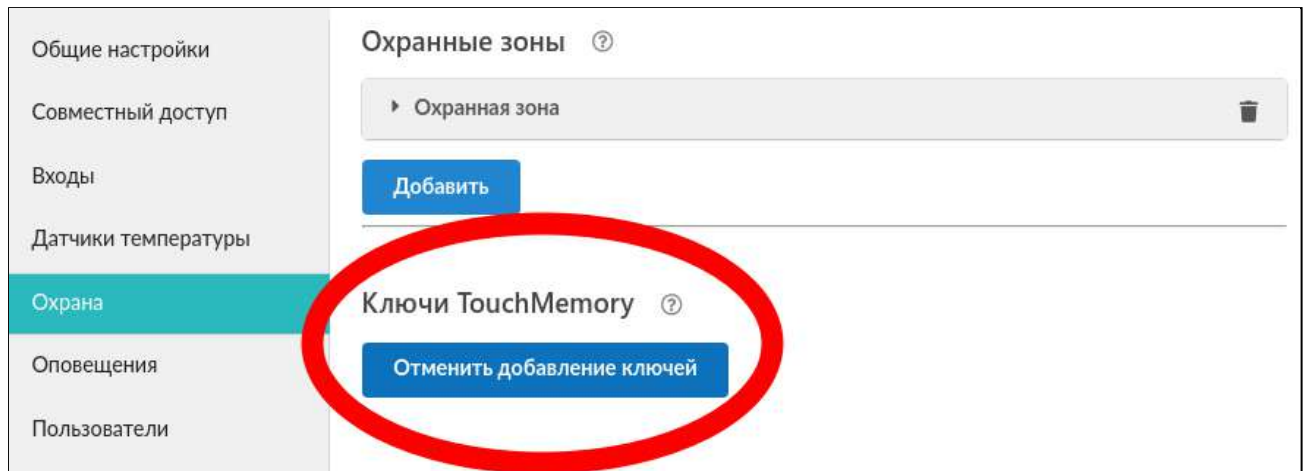 Общие настройки
Совместный доступ
Входы
Датчики температуры
Охрана
Оповещения
Пользователи
Охранные зоны ?
Охранная зона
Добавить
Ключи TouchMemory ?
Отменить добавление ключей